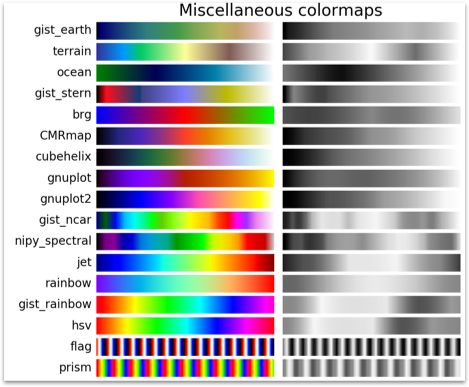 Miscellaneous colormaps
gist_earth
terrain
ocean
gist_stern
brg
CMRmap
cubehelix
gnuplot
gnuplot2
gist_ncar
nipy_spectral
jet
rainbow
gist_rainbow
hsv
flag
prism